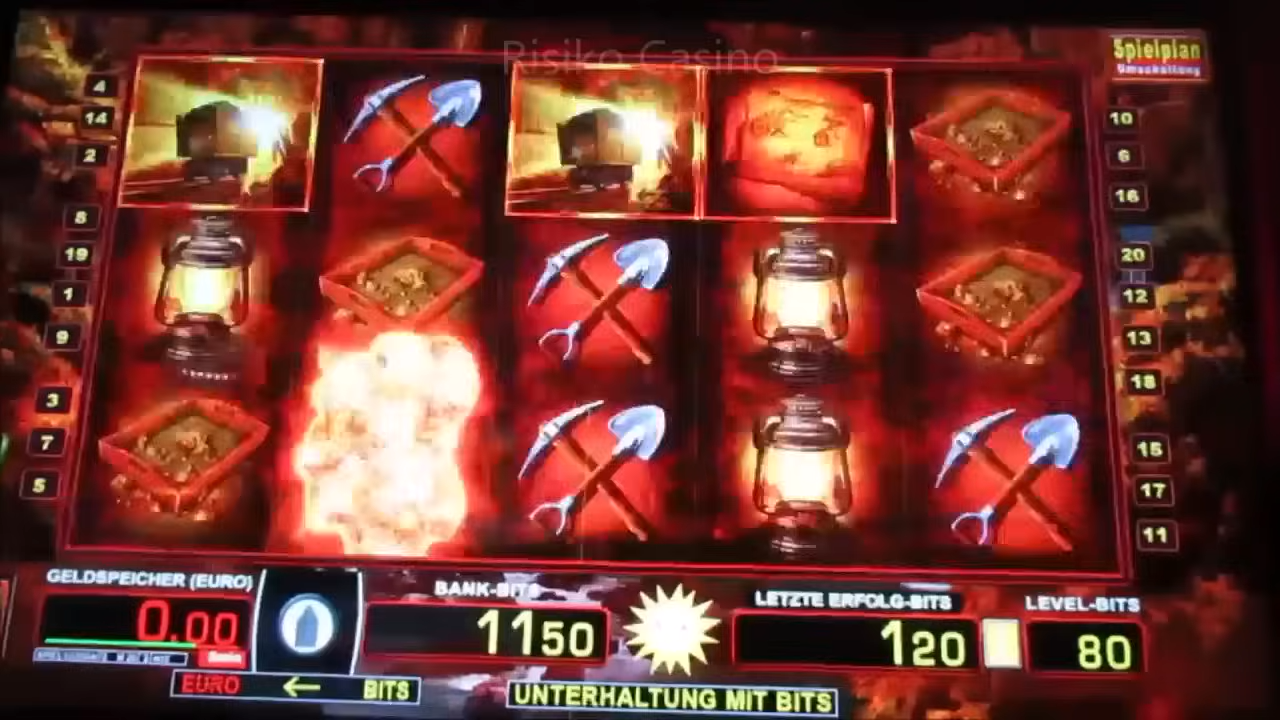 Risiko Casino
Spielplan
Umschaltung
4
14
2
8
19
1
9
3
7
5
10
6
16
20
12
13
18
15
17
11
GELDSPEICHER (EURO)
0.00
BANK-BITS
1150
LETZTE ERFOLG-BITS
120
LEVEL-BITS
80
EURO ← BITS
UNTERHALTUNG MIT BITS